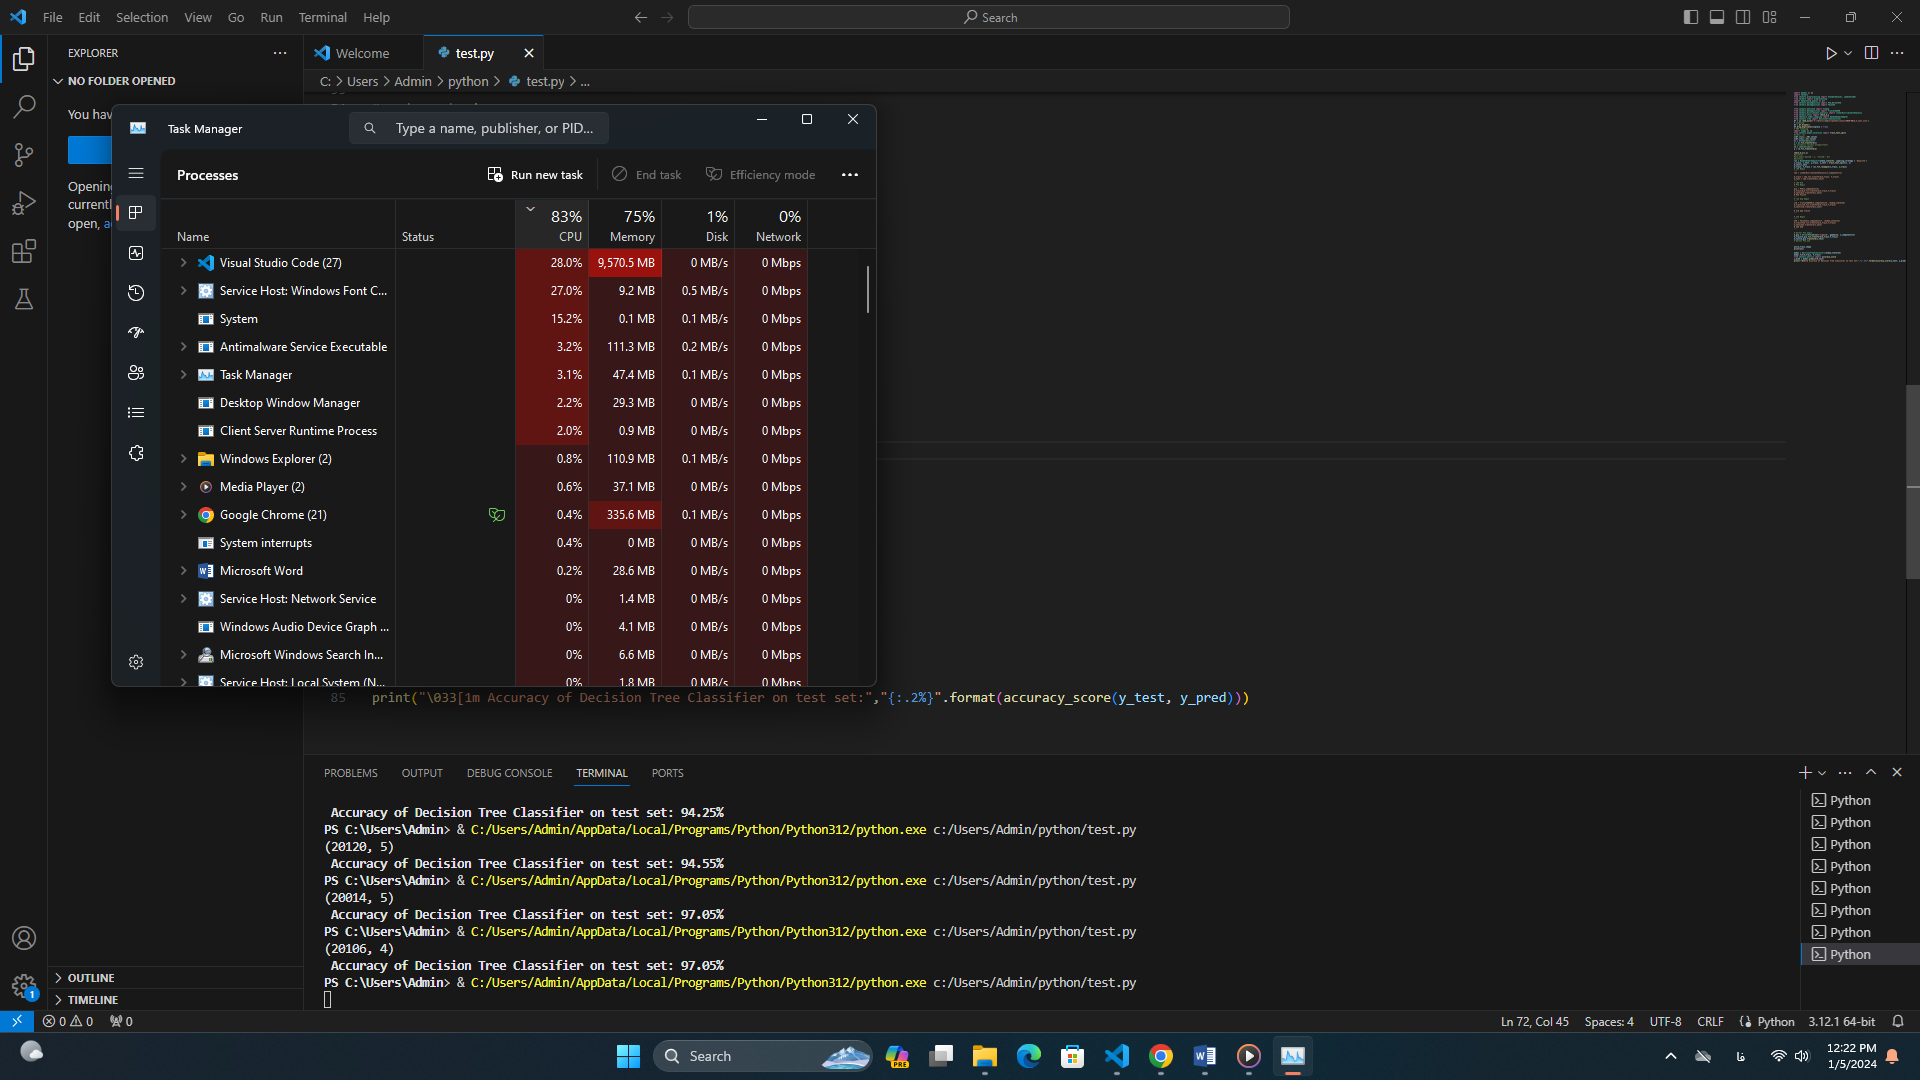 File Edit Selection View Go Run Terminal Help
Search
EXPLORER
Welcome
test.py
NO FOLDER OPENED
C: > Users > Admin > python > test.py > ...
You hav
Opening
currentl
open, a
Task Manager
Type a name, publisher, or PID...
Processes
Run new task
End task
Efficiency mode
83% 75% 1% 0%
Name Status CPU Memory Disk Network
Visual Studio Code (27) 28.0% 9,570.5 MB 0 MB/s 0 Mbps
Service Host: Windows Font C... 27.0% 9.2 MB 0.5 MB/s 0 Mbps
System 15.2% 0.1 MB 0.1 MB/s 0 Mbps
Antimalware Service Executable 3.2% 111.3 MB 0.2 MB/s 0 Mbps
Task Manager 3.1% 47.4 MB 0.1 MB/s 0 Mbps
Desktop Window Manager 2.2% 29.3 MB 0 MB/s 0 Mbps
Client Server Runtime Process 2.0% 0.9 MB 0 MB/s 0 Mbps
Windows Explorer (2) 0.8% 110.9 MB 0.1 MB/s 0 Mbps
Media Player (2) 0.6% 37.1 MB 0 MB/s 0 Mbps
Google Chrome (21) 0.4% 335.6 MB 0.1 MB/s 0 Mbps
System interrupts 0.4% 0 MB 0 MB/s 0 Mbps
Microsoft Word 0.2% 28.6 MB 0 MB/s 0 Mbps
Service Host: Network Service 0% 1.4 MB 0 MB/s 0 Mbps
Windows Audio Device Graph ... 0% 4.1 MB 0 MB/s 0 Mbps
Microsoft Windows Search In... 0% 6.6 MB 0 MB/s 0 Mbps
Service Host: Local System (N... 0% 1.8 MB 0 MB/s 0 Mbps
85 print("\033[1m Accuracy of Decision Tree Classifier on test set:","{:.2%}".format(accuracy_score(y_test, y_pred)))
PROBLEMS OUTPUT DEBUG CONSOLE TERMINAL PORTS
Accuracy of Decision Tree Classifier on test set: 94.25%
PS C:\Users\Admin> & C:/Users/Admin/AppData/Local/Programs/Python/Python312/python.exe c:/Users/Admin/python/test.py
(20120, 5)
Accuracy of Decision Tree Classifier on test set: 94.55%
PS C:\Users\Admin> & C:/Users/Admin/AppData/Local/Programs/Python/Python312/python.exe c:/Users/Admin/python/test.py
(20014, 5)
Accuracy of Decision Tree Classifier on test set: 97.05%
PS C:\Users\Admin> & C:/Users/Admin/AppData/Local/Programs/Python/Python312/python.exe c:/Users/Admin/python/test.py
(20106, 4)
Accuracy of Decision Tree Classifier on test set: 97.05%
PS C:\Users\Admin> & C:/Users/Admin/AppData/Local/Programs/Python/Python312/python.exe c:/Users/Admin/python/test.py
Python
Python
Python
Python
Python
Python
Python
Python
OUTLINE
TIMELINE
1
0 0 0
Ln 72, Col 45 Spaces: 4 UTF-8 CRLF Python 3.12.1 64-bit
Search
PRE
فا
12:22 PM
1/5/2024